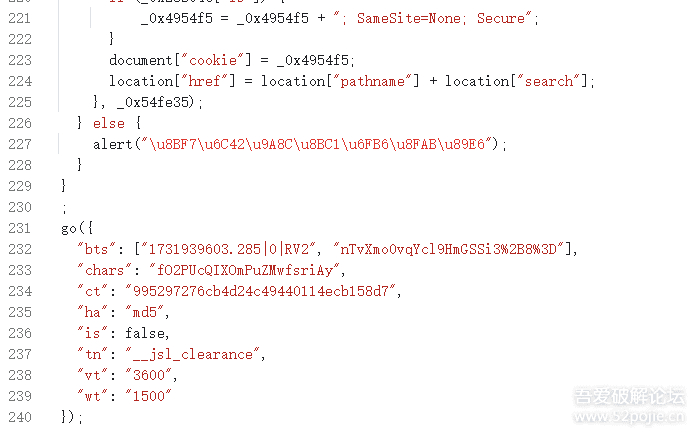 221 _0x4954f5 = _0x4954f5 + "; SameSite=None; Secure";
222 }
223 document["cookie"] = _0x4954f5;
224 location["href"] = location["pathname"] + location["search"];
225 }, _0x54fe35);
226 } else {
227 alert("\u8BF7\u6C42\u9A8C\u8BC1\u6FB6\u8FAB\u89E6");
228 }
229 }
230 ;
231 go({
232 "bts": ["1731939603.285|0|RV2", "nTvXmoOvqYcl9HmGSSi3%2B8%3D"],
233 "chars": "fO2PUcQIXOmPuZMwfsriAy",
234 "ct": "995297276cb4d24c49440114ecb158d7",
235 "ha": "md5",
236 "is": false,
237 "tn": "__jsl_clearance",
238 "vt": "3600",
239 "wt": "1500"
240 });
吾爱破解论坛
www.52pojie.cn